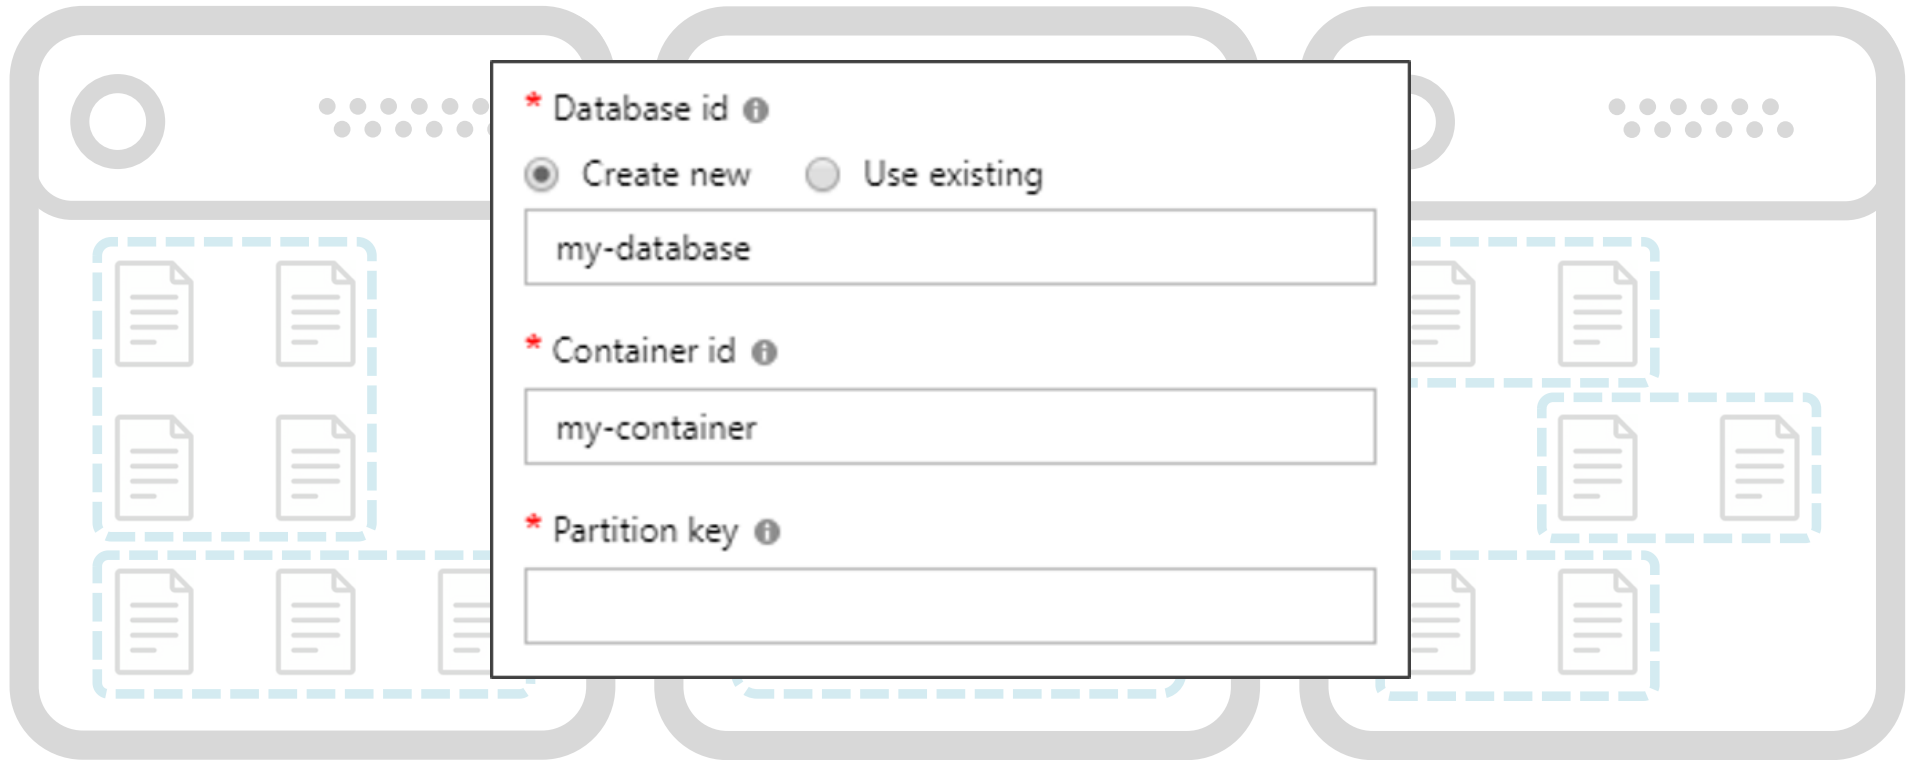 * Database id
Create new Use existing
my-database
* Container id
my-container
* Partition key